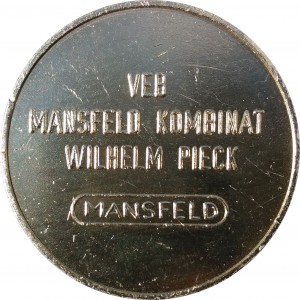 VEB
MANSFELD KOMBINAT
WILHELM PIECK
MANSFELD